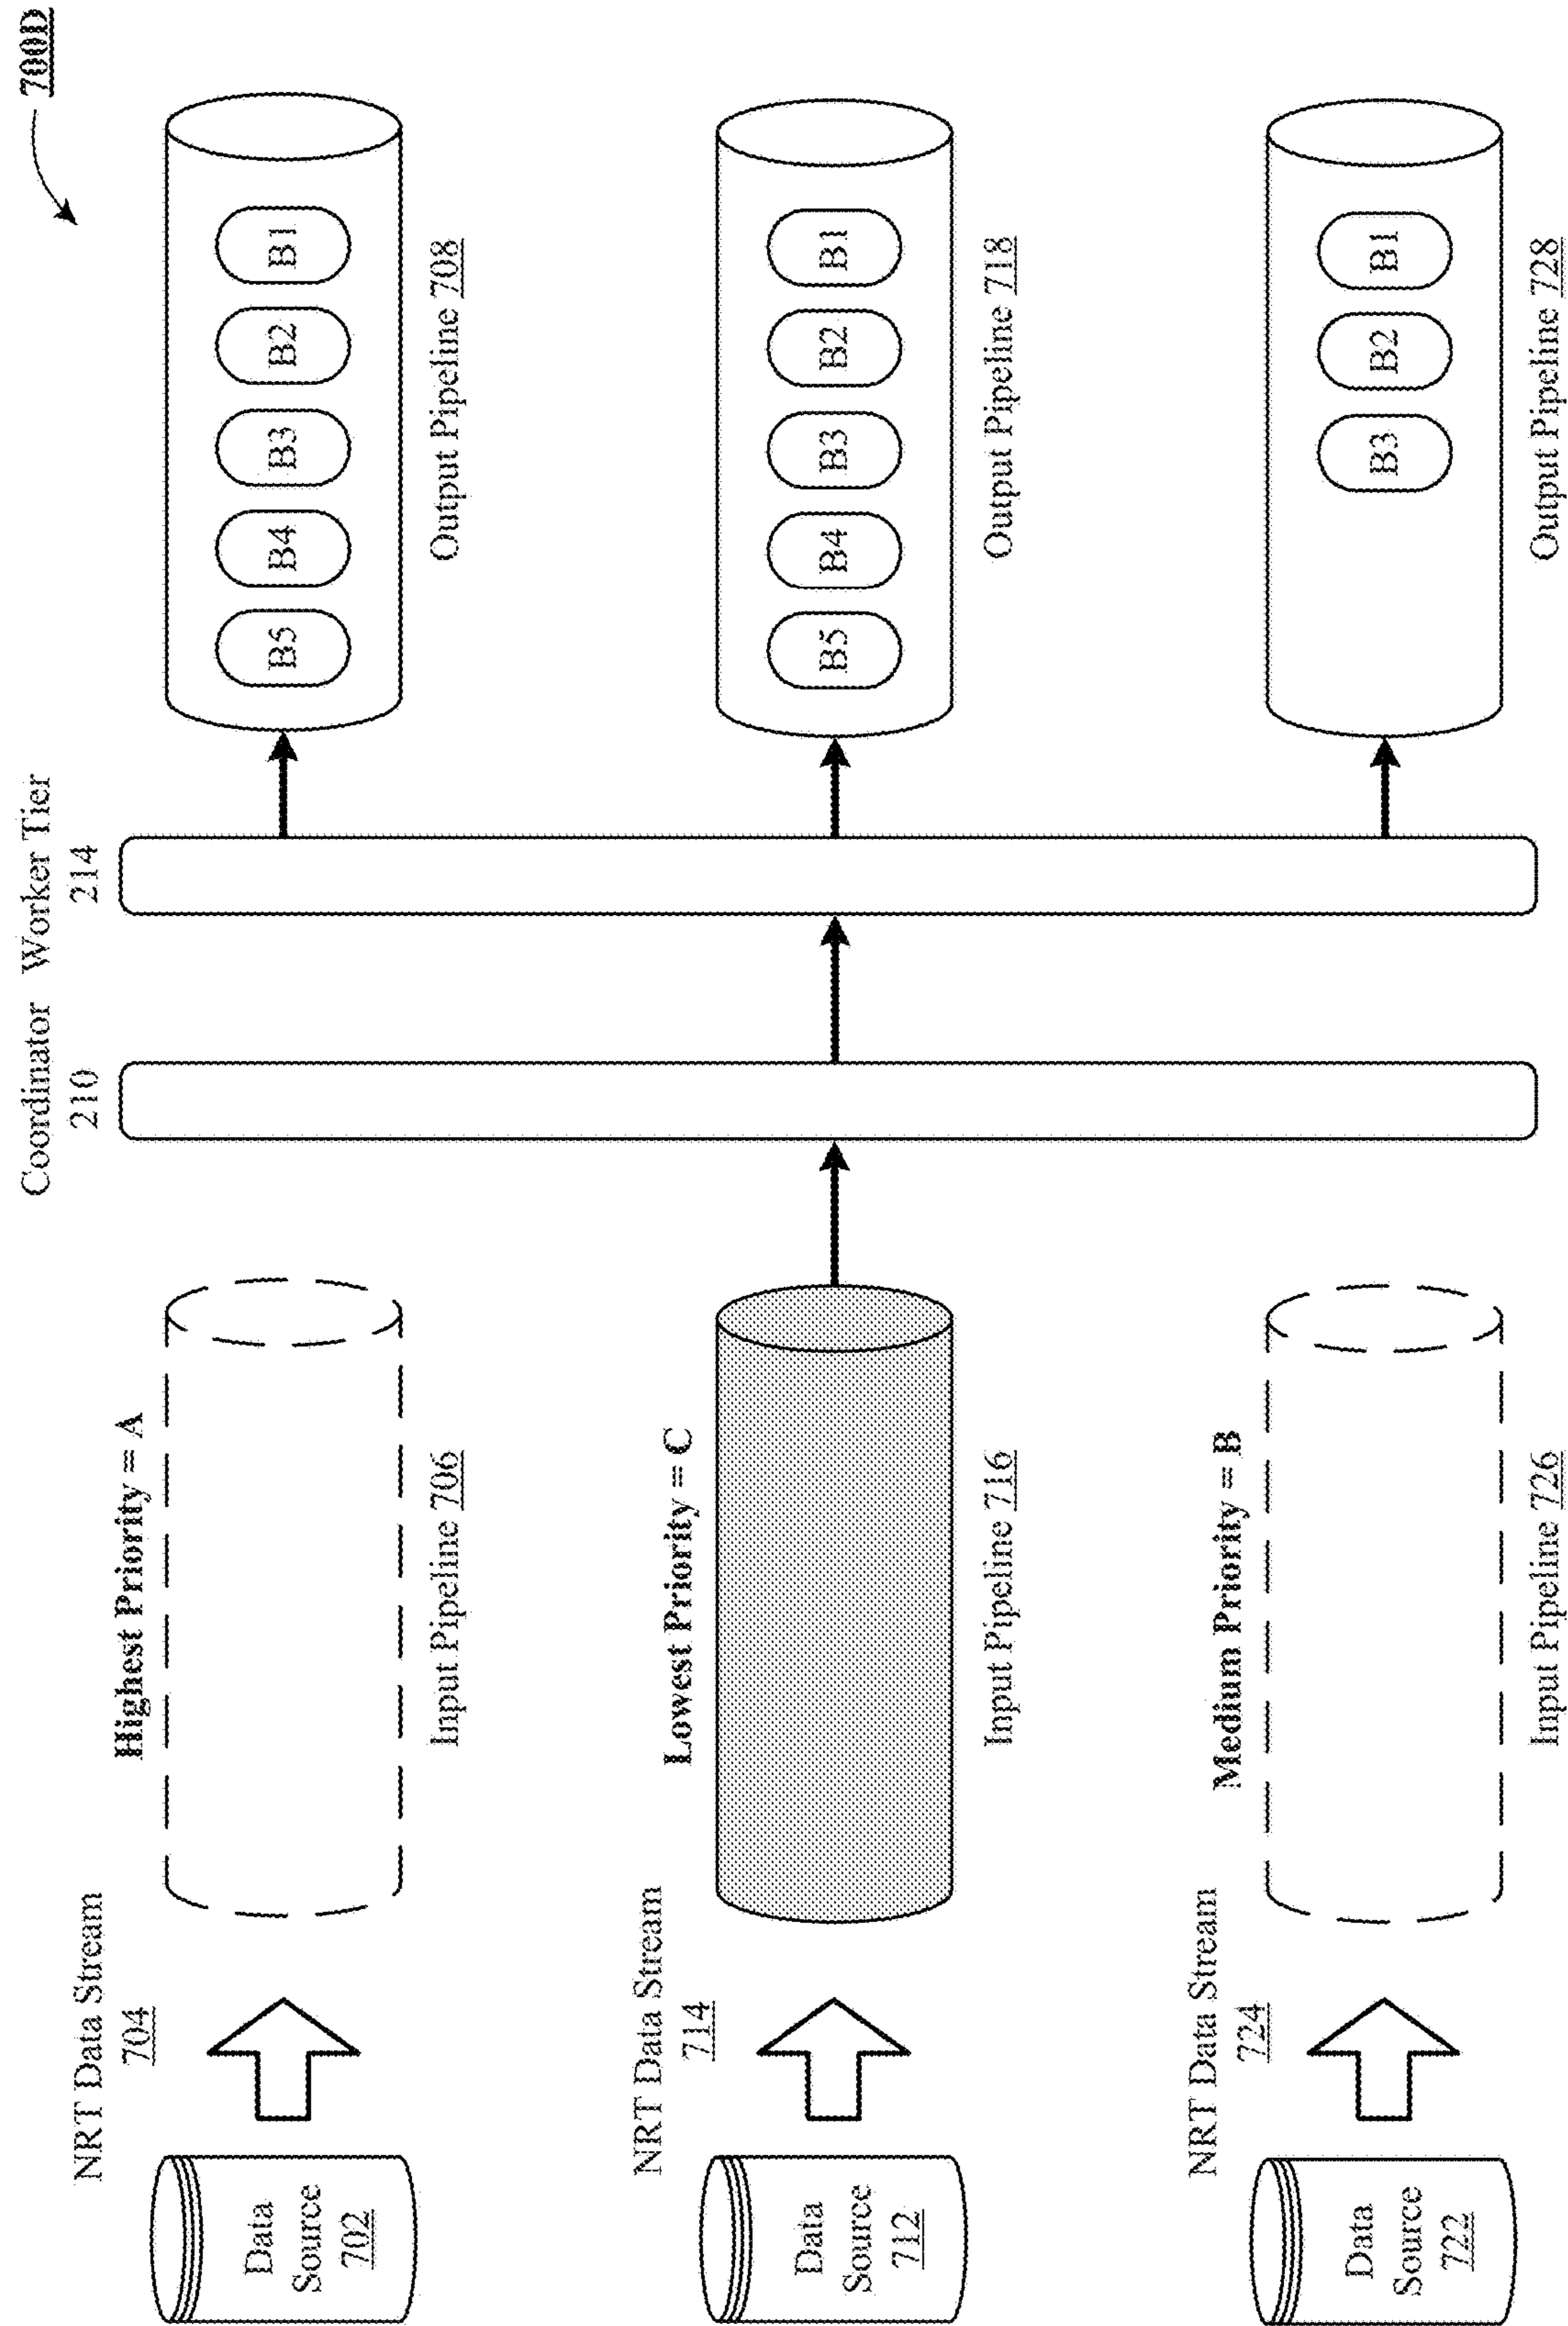 700D
Coordinator
210
Worker Tier
214
NRT Data Stream
704
Highest Priority = A
Data
Source
702
B5
B4
B3
B2
B1
Input Pipeline 706
Output Pipeline 708
NRT Data Stream
714
Lowest Priority = C
Data
Source
712
B5
B4
B3
B2
B1
Input Pipeline 716
Output Pipeline 718
NRT Data Stream
724
Medium Priority = B
Data
Source
722
B3
B2
B1
Input Pipeline 726
Output Pipeline 728